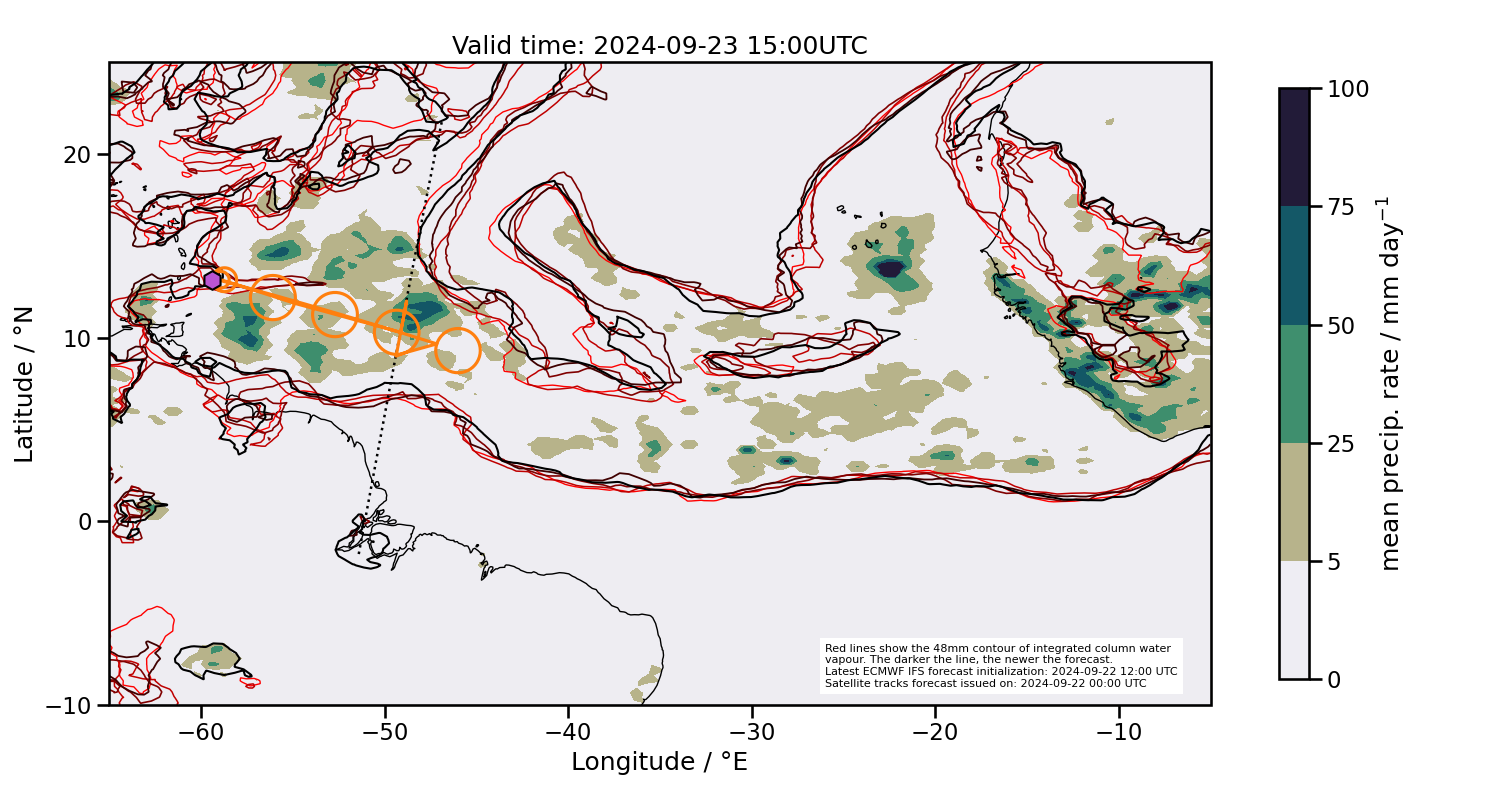 Valid time: 2024-09-23 15:00UTC
Latitude / °N
20
10
0
−10
−60
−50
−40
−30
−20
−10
Longitude / °E
Red lines show the 48mm contour of integrated column water
vapour. The darker the line, the newer the forecast.
Latest ECMWF IFS forecast initialization: 2024-09-22 12:00 UTC
Satellite tracks forecast issued on: 2024-09-22 00:00 UTC
100
75
50
25
5
0
mean precip. rate / mm day⁻¹